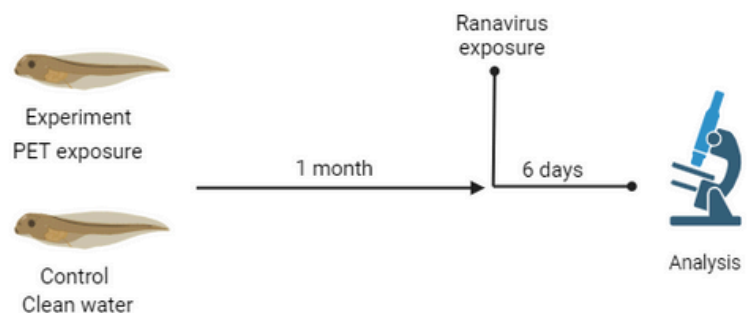 Ranavirus
exposure
Experiment
PET exposure
1 month
6 days
Control
Clean water
Analysis